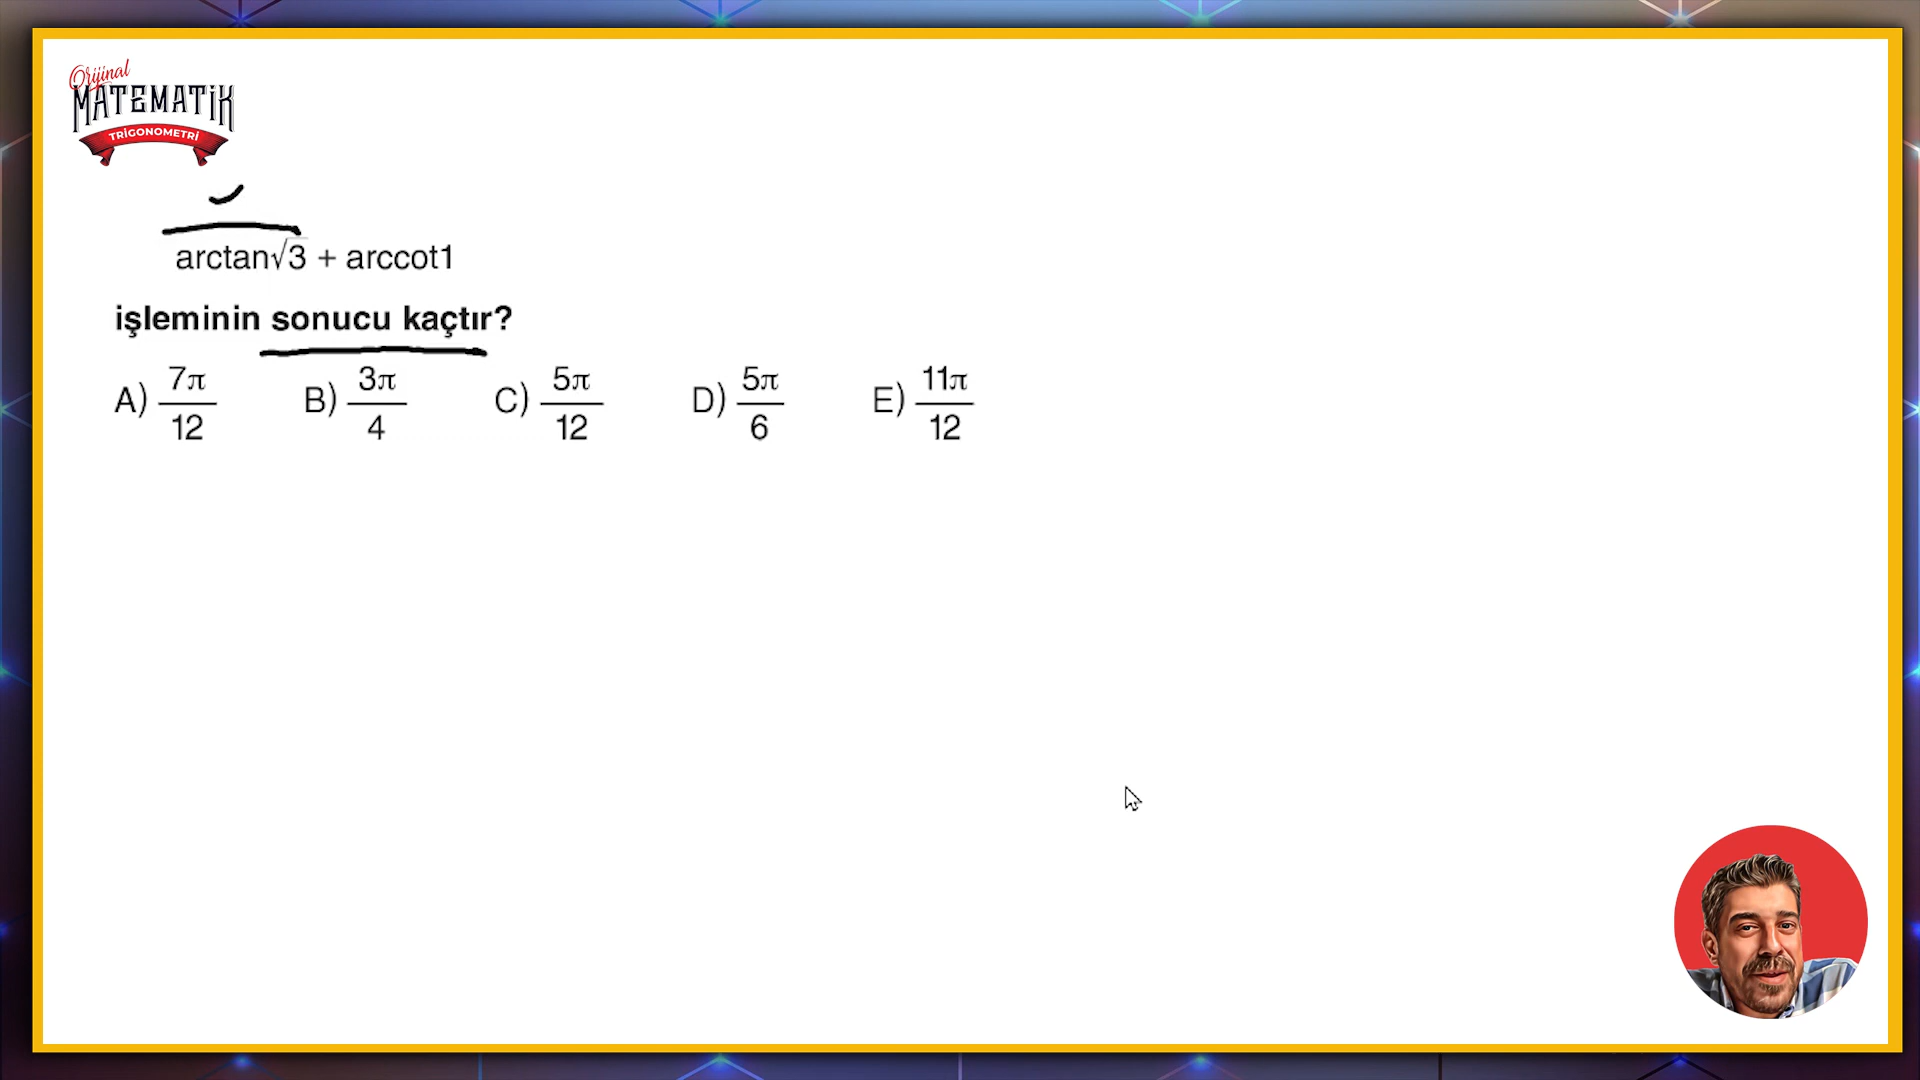 Orijinal
MATEMATİK
TRİGONOMETRİ
arctan√3 + arccot1
işleminin sonucu kaçtır?
A) 7π/12 B) 3π/4 C) 5π/12 D) 5π/6 E) 11π/12